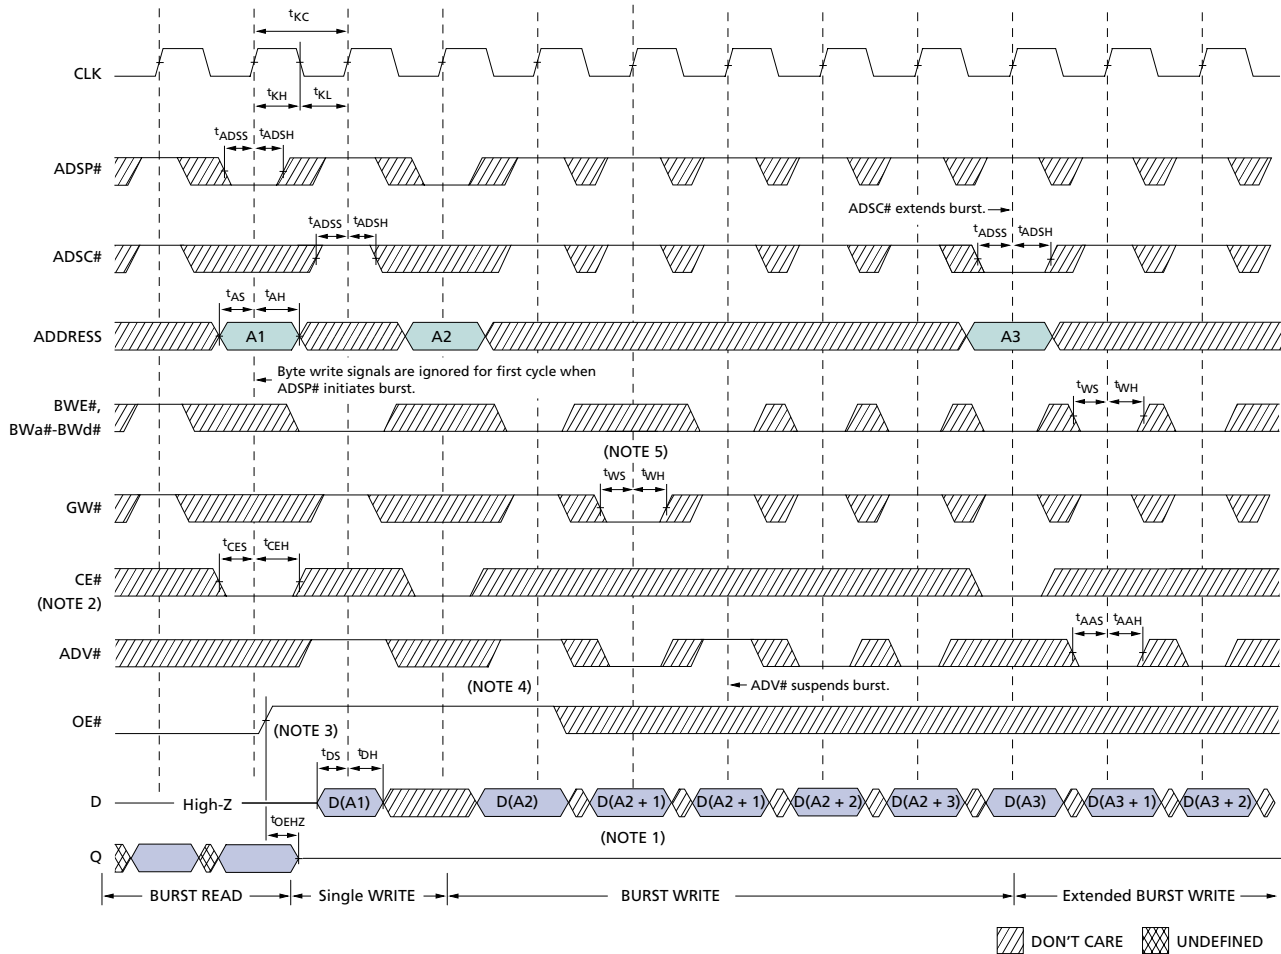 tKC
CLK
tKH
tKL
tADSS
tADSH
ADSP#
ADSC# extends burst.
tADSS
tADSH
tADSS
tADSH
ADSC#
tAS
tAH
ADDRESS
A1
A2
A3
Byte write signals are ignored for first cycle when
ADSP# initiates burst.
tWS
tWH
BWE#,
BWa#-BWd#
(NOTE 5)
tWS
tWH
GW#
tCES
tCEH
CE#
(NOTE 2)
tAAS
tAAH
ADV#
(NOTE 4)
ADV# suspends burst.
OE#
(NOTE 3)
tDS
tDH
D
High-Z
D(A1)
D(A2)
D(A2 + 1)
D(A2 + 1)
D(A2 + 2)
D(A2 + 3)
D(A3)
D(A3 + 1)
D(A3 + 2)
tOEHZ
(NOTE 1)
Q
BURST READ
Single WRITE
BURST WRITE
Extended BURST WRITE
DON'T CARE
UNDEFINED